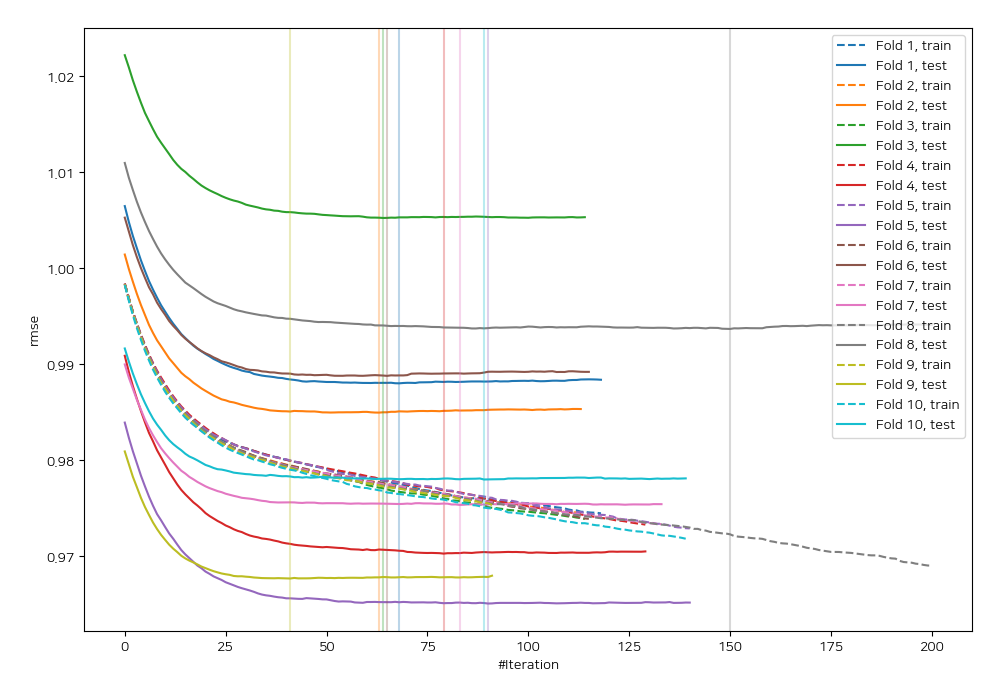 1,02
1,01
1,00
0,99
0,98
0,97
rmse
0
25
50
75
100
125
150
175
200
#Iteration
Fold 1, train
Fold 1, test
Fold 2, train
Fold 2, test
Fold 3, train
Fold 3, test
Fold 4, train
Fold 4, test
Fold 5, train
Fold 5, test
Fold 6, train
Fold 6, test
Fold 7, train
Fold 7, test
Fold 8, train
Fold 8, test
Fold 9, train
Fold 9, test
Fold 10, train
Fold 10, test